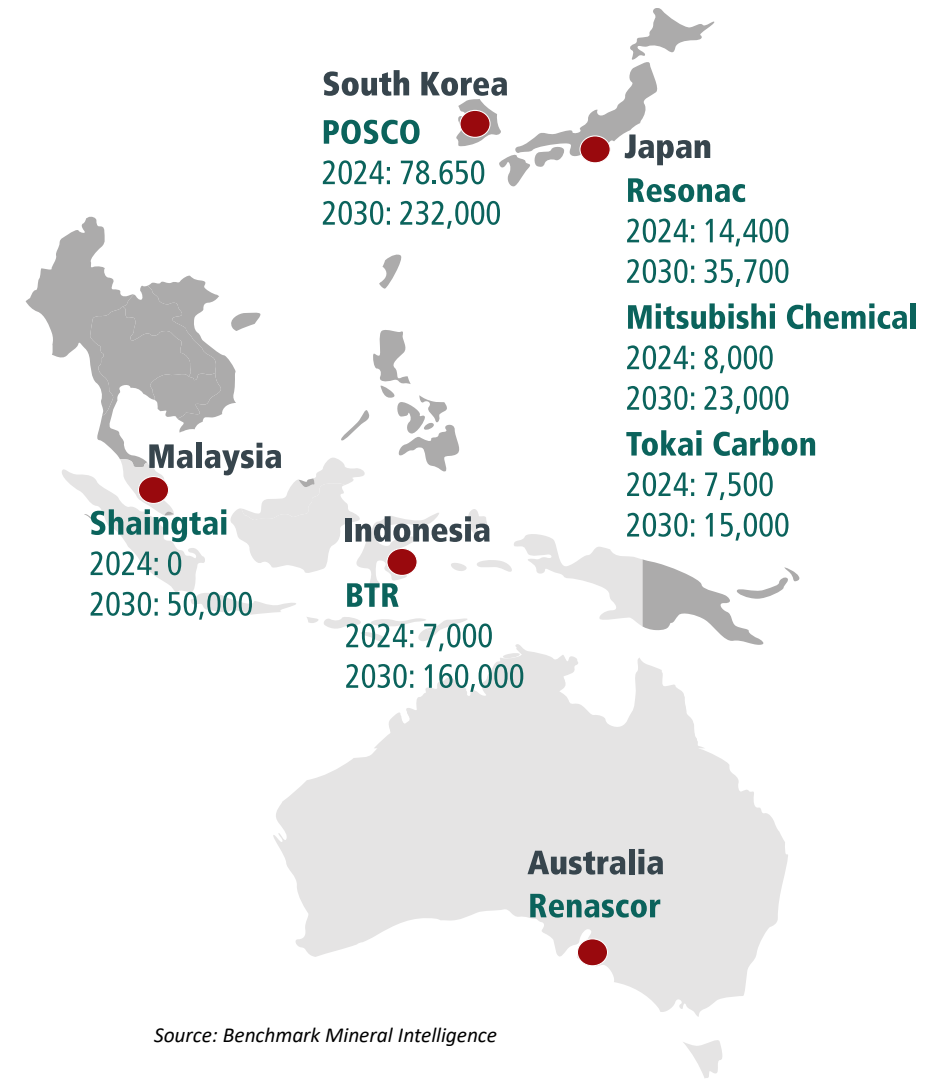 South Korea
POSCO
2024: 78.650
2030: 232,000
Japan
Resonac
2024: 14,400
2030: 35,700
Mitsubishi Chemical
2024: 8,000
2030: 23,000
Tokai Carbon
2024: 7,500
2030: 15,000
Malaysia
Shaingtai
2024: 0
2030: 50,000
Indonesia
BTR
2024: 7,000
2030: 160,000
Australia
Renascor
Source: Benchmark Mineral Intelligence